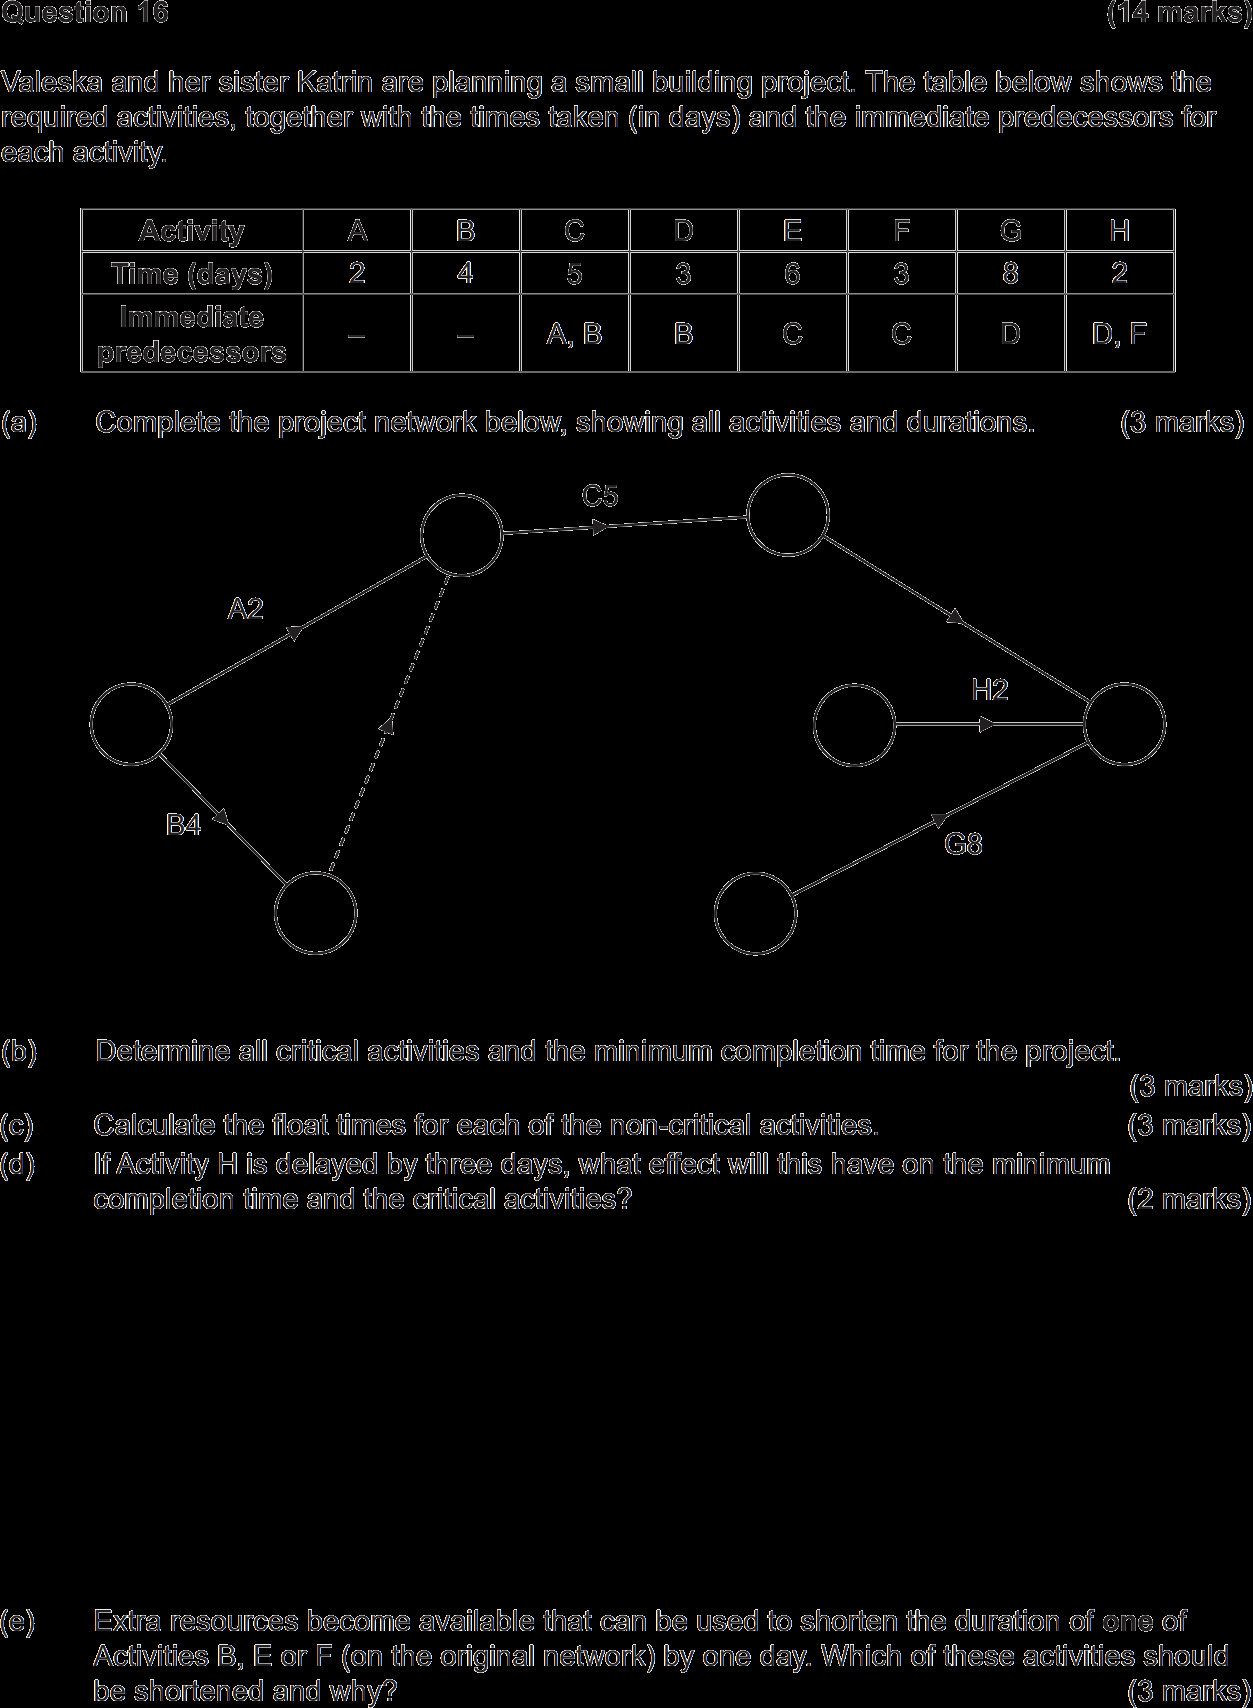 Question 16 (14 marks)
Valeska and her sister Katrin are planning a small building project. The table below shows the
required activities, together with the times taken (in days) and the immediate predecessors for
each activity.
Activity A B C D E F G H
Time (days) 2 4 5 3 6 3 8 2
Immediate
predecessors – – A, B B C C D D, F
(a) Complete the project network below, showing all activities and durations. (3 marks)
C5
A2
H2
B4
G8
(b) Determine all critical activities and the minimum completion time for the project.
(3 marks)
(c) Calculate the float times for each of the non-critical activities. (3 marks)
(d) If Activity H is delayed by three days, what effect will this have on the minimum
completion time and the critical activities? (2 marks)
(e) Extra resources become available that can be used to shorten the duration of one of
Activities B, E or F (on the original network) by one day. Which of these activities should
be shortened and why? (3 marks)